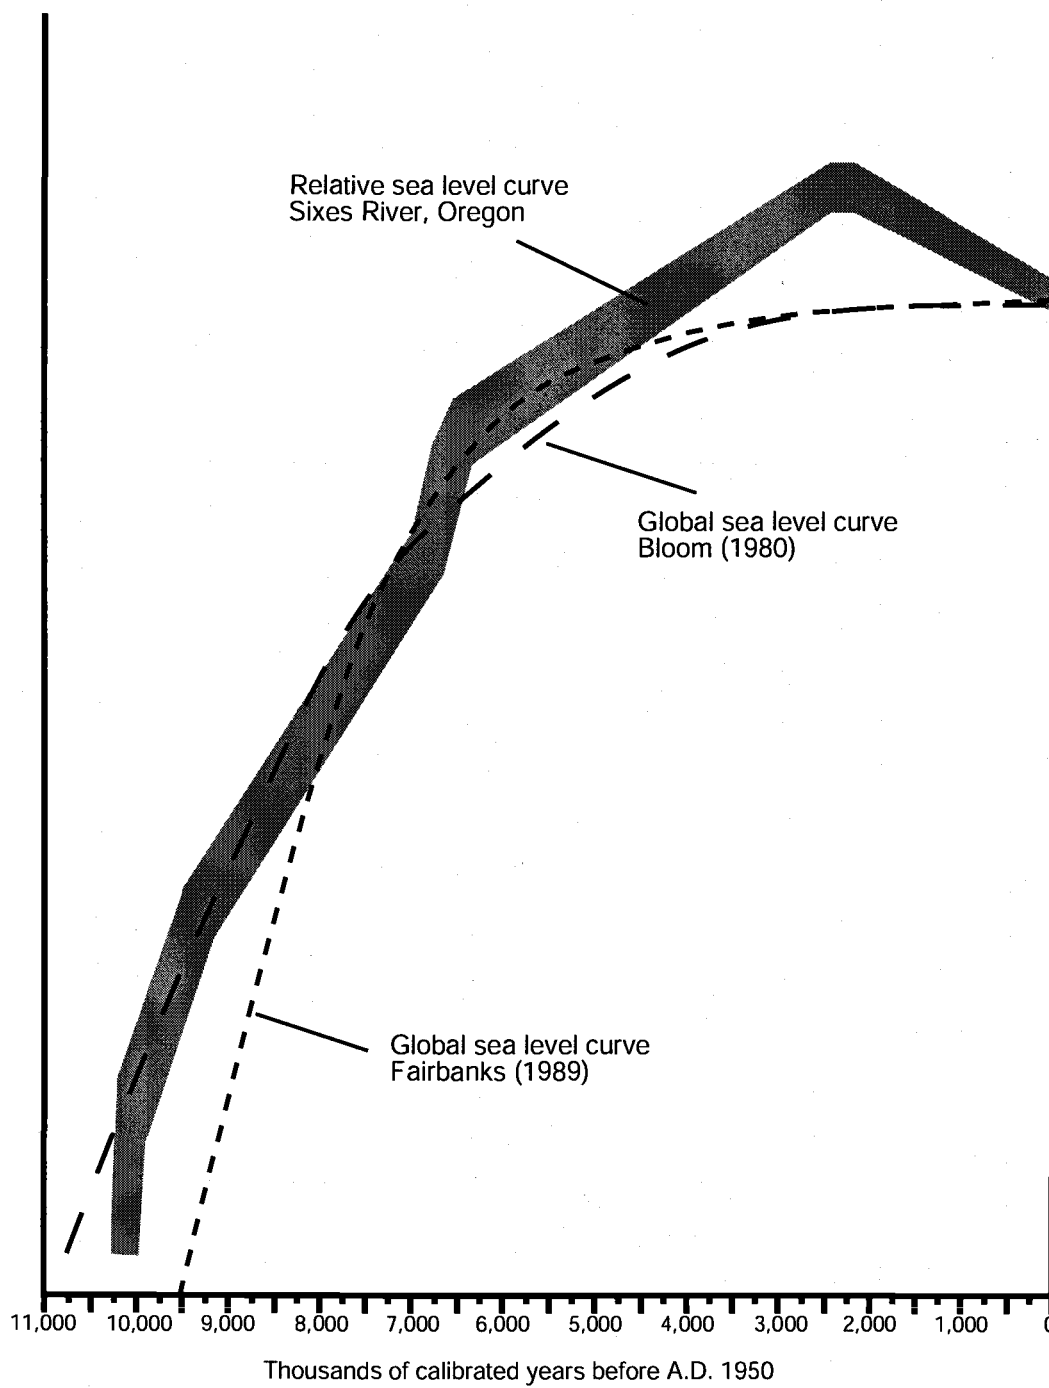 Relative sea level curve
Sixes River, Oregon
Global sea level curve
Bloom (1980)
Global sea level curve
Fairbanks (1989)
11,000 10,000 9,000 8,000 7,000 6,000 5,000 4,000 3,000 2,000 1,000 0
Thousands of calibrated years before A.D. 1950